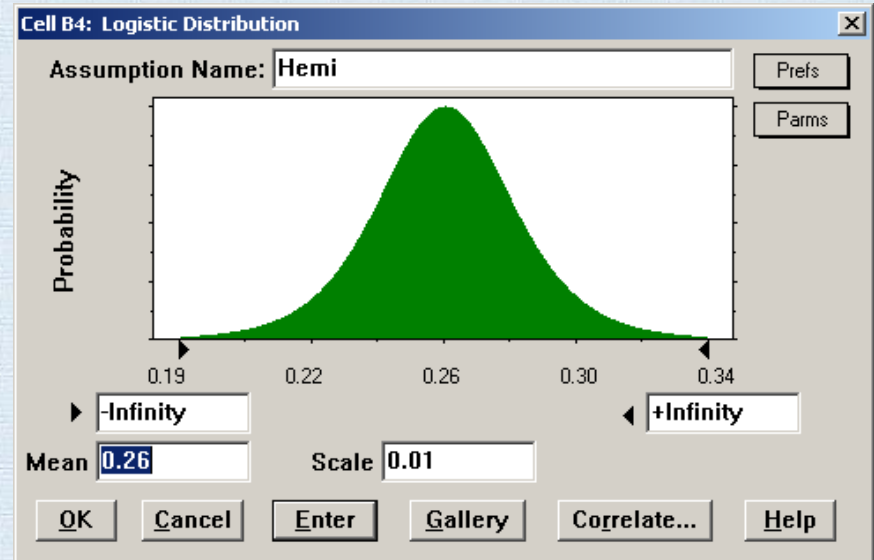 Cell B4: Logistic Distribution
Assumption Name: Hemi
Prefs
Parms
Probability
0.19 0.22 0.26 0.30 0.34
-Infinity +Infinity
Mean 0.26 Scale 0.01
OK Cancel Enter Gallery Correlate... Help